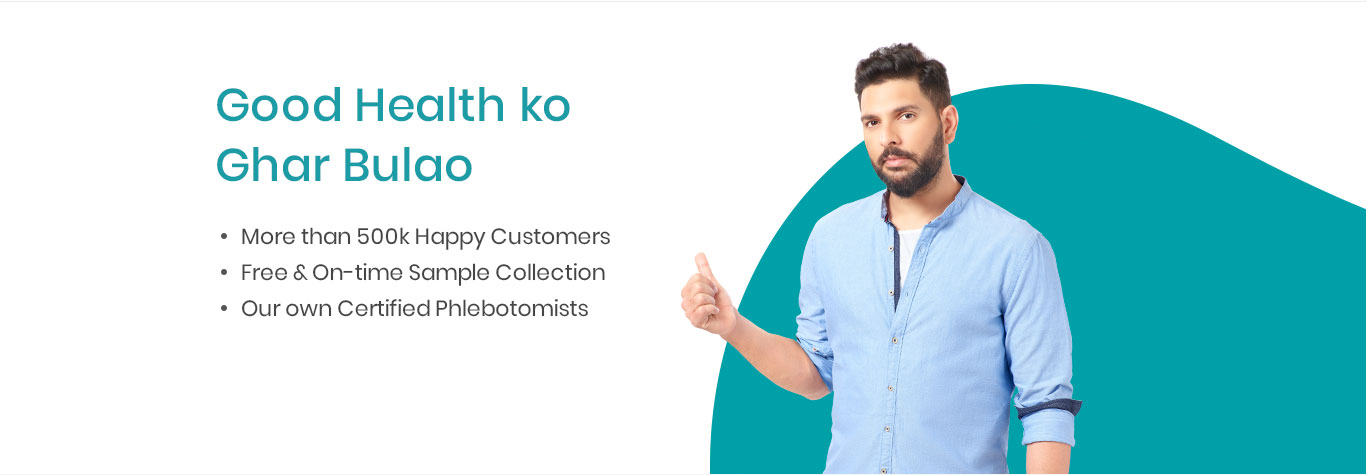 Good Health ko
Ghar Bulao
• More than 500k Happy Customers
• Free & On-time Sample Collection
• Our own Certified Phlebotomists